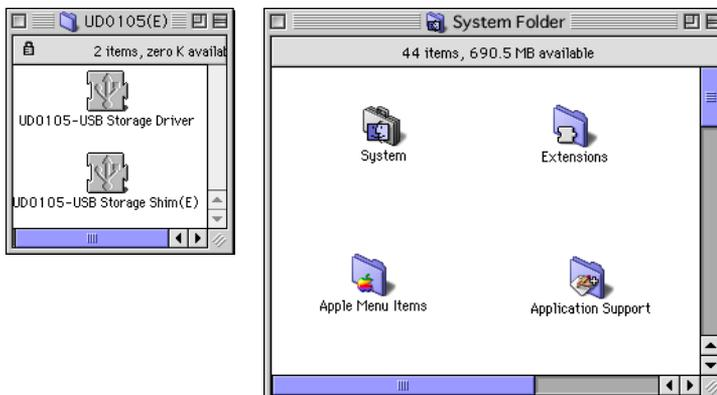 UD0105(E)
2 items, zero K availab
UD0105-USB Storage Driver
UD0105-USB Storage Shim(E)
System Folder
44 items, 690.5 MB available
System
Extensions
Apple Menu Items
Application Support